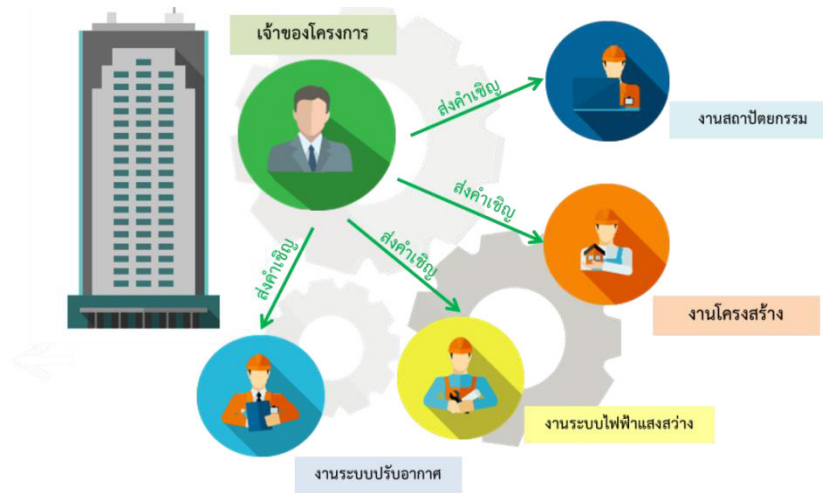 เจ้าของโครงการ
ส่งคำเชิญ
งานสถาปัตยกรรม
ส่งคำเชิญ
ส่งคำเชิญ
ส่งคำเชิญ
งานโครงสร้าง
งานระบบไฟฟ้าแสงสว่าง
งานระบบปรับอากาศ